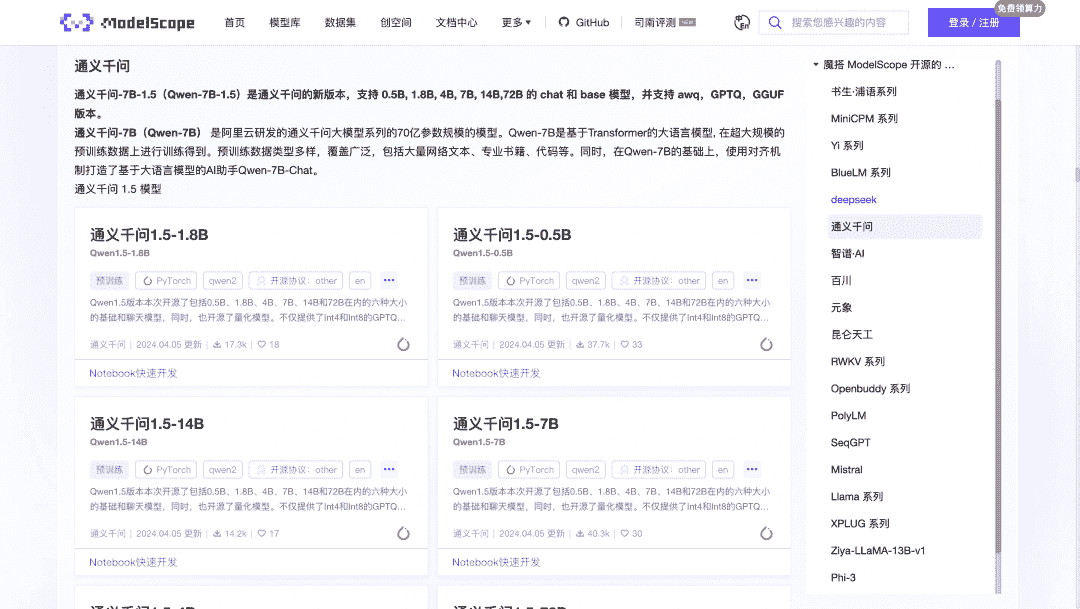 ModelScope 首页 模型库 数据集 创空间 文档中心 更多 GitHub 司南评测 NEW 搜索您感兴趣的内容 登录 / 注册 免费领算力
通义千问
通义千问-7B-1.5（Qwen-7B-1.5）是通义千问的新版本，支持 0.5B, 1.8B, 4B, 7B, 14B,72B 的 chat 和 base 模型，并支持 awq，GPTQ，GGUF
版本。
通义千问-7B（Qwen-7B） 是阿里云研发的通义千问大模型系列的70亿参数规模的模型。Qwen-7B是基于Transformer的大语言模型, 在超大规模的
预训练数据上进行训练得到。预训练数据类型多样，覆盖广泛，包括大量网络文本、专业书籍、代码等。同时，在Qwen-7B的基础上，使用对齐机
制打造了基于大语言模型的AI助手Qwen-7B-Chat。
通义千问 1.5 模型
通义千问1.5-1.8B
Qwen1.5-1.8B
预训练 PyTorch qwen2 开源协议：other en ...
Qwen1.5版本本次开源了包括0.5B、1.8B、4B、7B、14B和72B在内的六种大小
的基础和聊天模型，同时，也开源了量化模型。不仅提供了Int4和Int8的GPTQ...
通义千问 | 2024.04.05 更新 | 17.3k | 18
Notebook快速开发
通义千问1.5-0.5B
Qwen1.5-0.5B
预训练 PyTorch qwen2 开源协议：other en ...
Qwen1.5版本本次开源了包括0.5B、1.8B、4B、7B、14B和72B在内的六种大小
的基础和聊天模型，同时，也开源了量化模型。不仅提供了Int4和Int8的GPTQ...
通义千问 | 2024.04.05 更新 | 37.7k | 33
Notebook快速开发
通义千问1.5-14B
Qwen1.5-14B
预训练 PyTorch qwen2 开源协议：other en ...
Qwen1.5版本本次开源了包括0.5B、1.8B、4B、7B、14B和72B在内的六种大小
的基础和聊天模型，同时，也开源了量化模型。不仅提供了Int4和Int8的GPTQ...
通义千问 | 2024.04.05 更新 | 14.2k | 17
Notebook快速开发
通义千问1.5-7B
Qwen1.5-7B
预训练 PyTorch qwen2 开源协议：other en ...
Qwen1.5版本本次开源了包括0.5B、1.8B、4B、7B、14B和72B在内的六种大小
的基础和聊天模型，同时，也开源了量化模型。不仅提供了Int4和Int8的GPTQ...
通义千问 | 2024.04.05 更新 | 40.3k | 30
Notebook快速开发
魔搭 ModelScope 开源的 ...
书生·浦语系列
MiniCPM 系列
Yi 系列
BlueLM 系列
deepseek
通义千问
智谱·AI
百川
元象
昆仑天工
RWKV 系列
Openbuddy 系列
PolyLM
SeqGPT
Mistral
Llama 系列
XPLUG 系列
Ziya-LLaMA-13B-v1
Phi-3